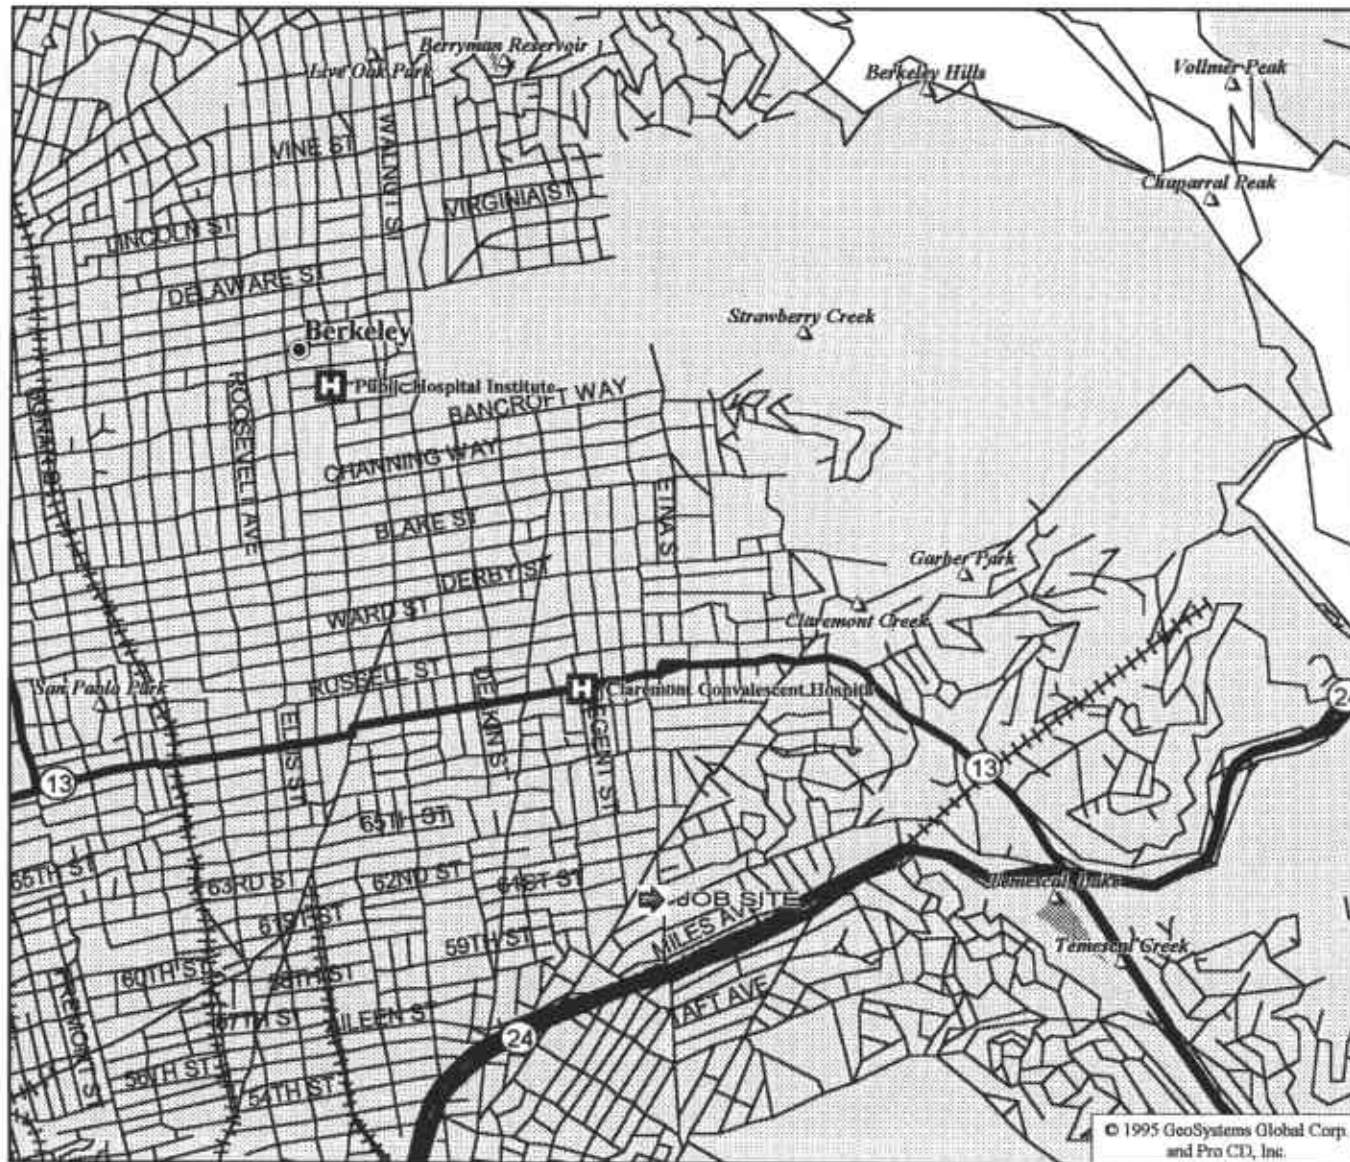 Berryman Reservoir
Live Oak Park
Berkeley Hills
Vollmer Peak
VINE ST
WALNUT ST
Chaparral Peak
VIRGINIA ST
LINCOLN ST
DELAWARE ST
Strawberry Creek
Berkeley
H
Public Hospital Institute
BANCROFT WAY
ROOSEVELT AVE
CHANNING WAY
ETNA S
BLAKE ST
Garber Park
DERBY ST
WARD ST
Claremont Creek
RUSSELL ST
San Pablo Park
H
Claremont Convalescent Hospita
DEAKIN ST
REGENT ST
ELLIS ST
24
13
13
65TH ST
65TH ST
63RD S
62ND ST
61ST ST
Temescal Lake
JOB SITE
61ST ST
MILES AV
59TH ST
Temescal Creek
60TH ST
58TH ST
TAFT AVE
57TH ST
AILEEN ST
FREMONT S
24
56TH ST
54TH ST
© 1995 GeoSystems Global Corp.
and Pro CD, Inc.